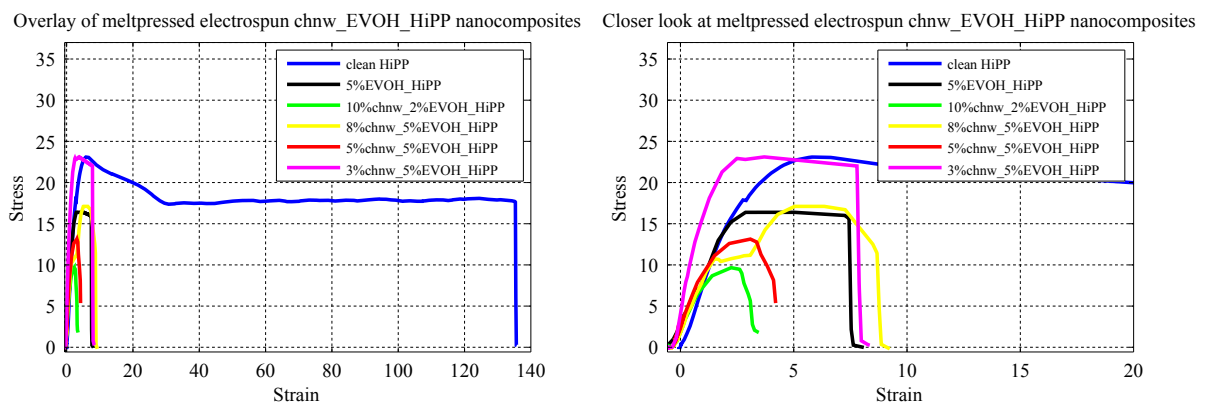 Overlay of meltpressed electrospun chnw_EVOH_HiPP nanocomposites
35
30
25
20
15
10
5
0
Stress
clean HiPP
5%EVOH_HiPP
10%chnw_2%EVOH_HiPP
8%chnw_5%EVOH_HiPP
5%chnw_5%EVOH_HiPP
3%chnw_5%EVOH_HiPP
0 20 40 60 80 100 120 140
Strain
Closer look at meltpressed electrospun chnw_EVOH_HiPP nanocomposites
35
30
25
20
15
10
5
0
Stress
clean HiPP
5%EVOH_HiPP
10%chnw_2%EVOH_HiPP
8%chnw_5%EVOH_HiPP
5%chnw_5%EVOH_HiPP
3%chnw_5%EVOH_HiPP
0 5 10 15 20
Strain